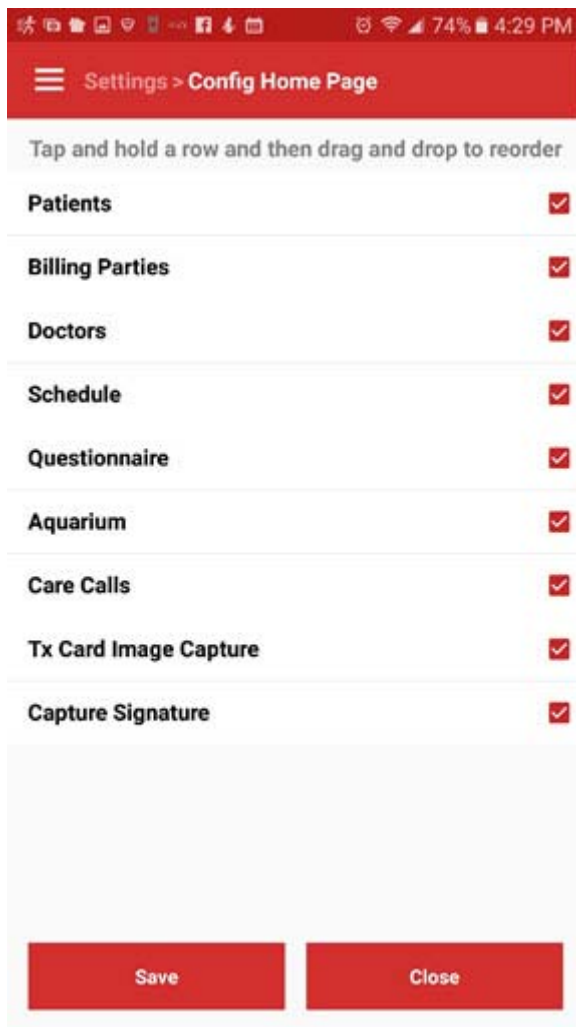 74% 4:29 PM
Settings > Config Home Page
Tap and hold a row and then drag and drop to reorder
Patients
Billing Parties
Doctors
Schedule
Questionnaire
Aquarium
Care Calls
Tx Card Image Capture
Capture Signature
Save Close